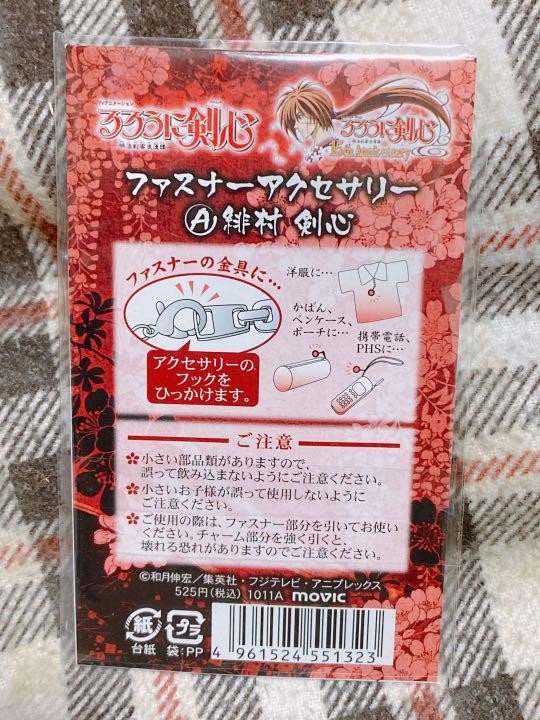 TVアニメーション
るろうに剣心
明治剣客浪漫譚
るろうに剣心
明治剣客浪漫譚
15th Anniversary
ファスナーアクセサリー
Ⓐ緋村 剣心
ファスナーの金具に…
アクセサリーの
フックを
ひっかけます。
洋服に…
かばん、
ペンケース、
ポーチに…
携帯電話、
PHSに…
ご注意
小さい部品類がありますので、
誤って飲み込まないようにご注意ください。
小さいお子様が誤って使用しないように
ご注意ください。
ご使用の際は、ファスナー部分を引いてお使い
ください。チャーム部分を強く引くと、
壊れる恐れがありますのでご注意ください。
©和月伸宏／集英社・フジテレビ・アニプレックス
525円(税込) 1011A movic
紙 プラ
台紙 袋:PP
4 961524 551323